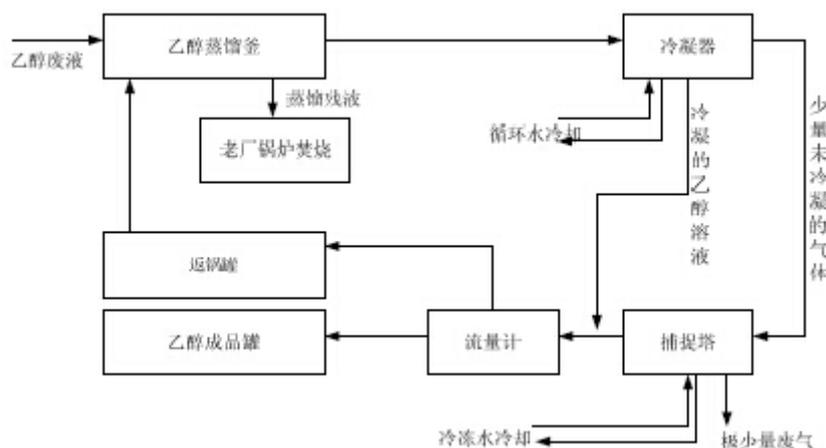 乙醇废液
乙醇蒸馏釜
冷凝器
蒸馏残液
老厂锅炉焚烧
循环水冷却
冷凝的乙醇溶液
少量未冷凝的气体
返锅罐
乙醇成品罐
流量计
捕捉塔
冷冻水冷却
极少量废气